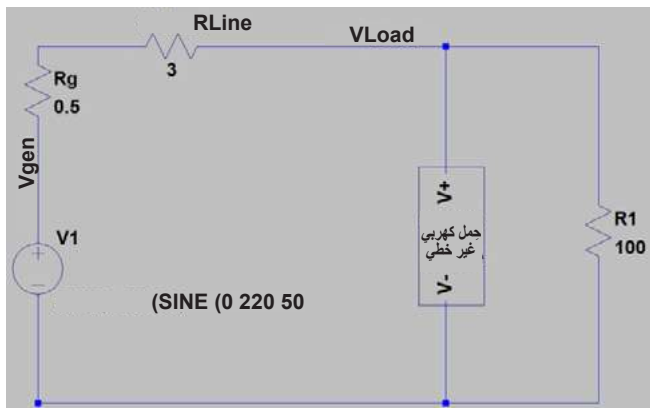 RLine
VLoad
3
Rg
0.5
Vgen
V+
جمل كهربي
غير خطي
V-
R1
100
V1
+
−
(SINE (0 220 50